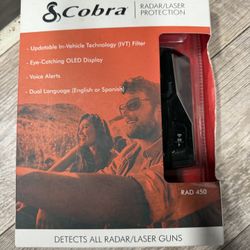 Cobra
RADAR/LASER
PROTECTION
- Updatable In-Vehicle Technology (IVT) Filter
- Eye-Catching OLED Display
- Voice Alerts
- Dual Language (English or Spanish)
RAD 450
DETECTS ALL RADAR/LASER GUNS